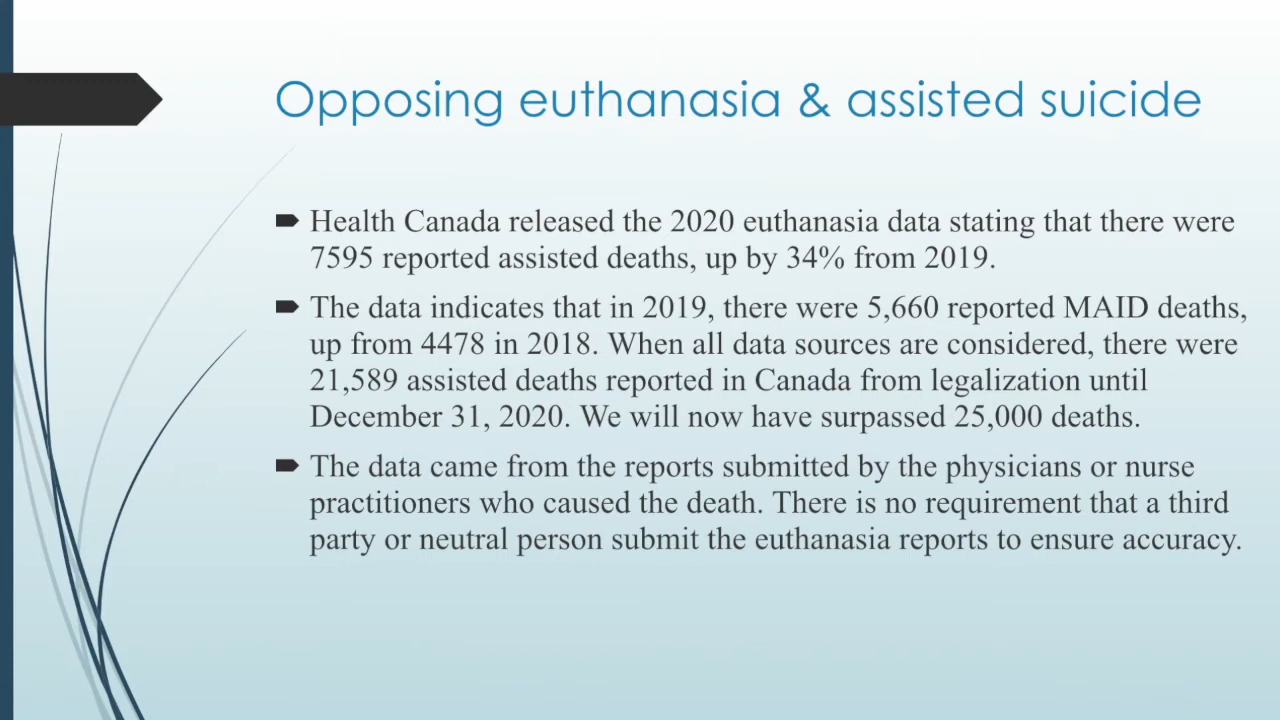 Opposing euthanasia & assisted suicide
Health Canada released the 2020 euthanasia data stating that there were
7595 reported assisted deaths, up by 34% from 2019.
The data indicates that in 2019, there were 5,660 reported MAID deaths,
up from 4478 in 2018. When all data sources are considered, there were
21,589 assisted deaths reported in Canada from legalization until
December 31, 2020. We will now have surpassed 25,000 deaths.
The data came from the reports submitted by the physicians or nurse
practitioners who caused the death. There is no requirement that a third
party or neutral person submit the euthanasia reports to ensure accuracy.